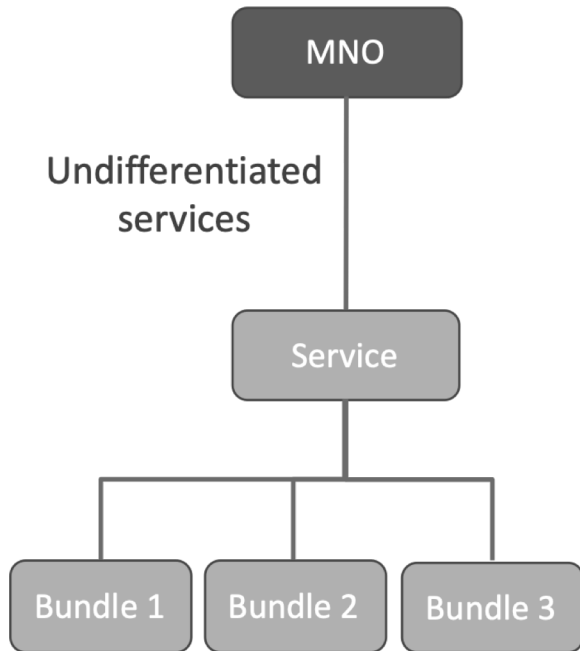 MNO
Undifferentiated
services
Service
Bundle 1
Bundle 2
Bundle 3